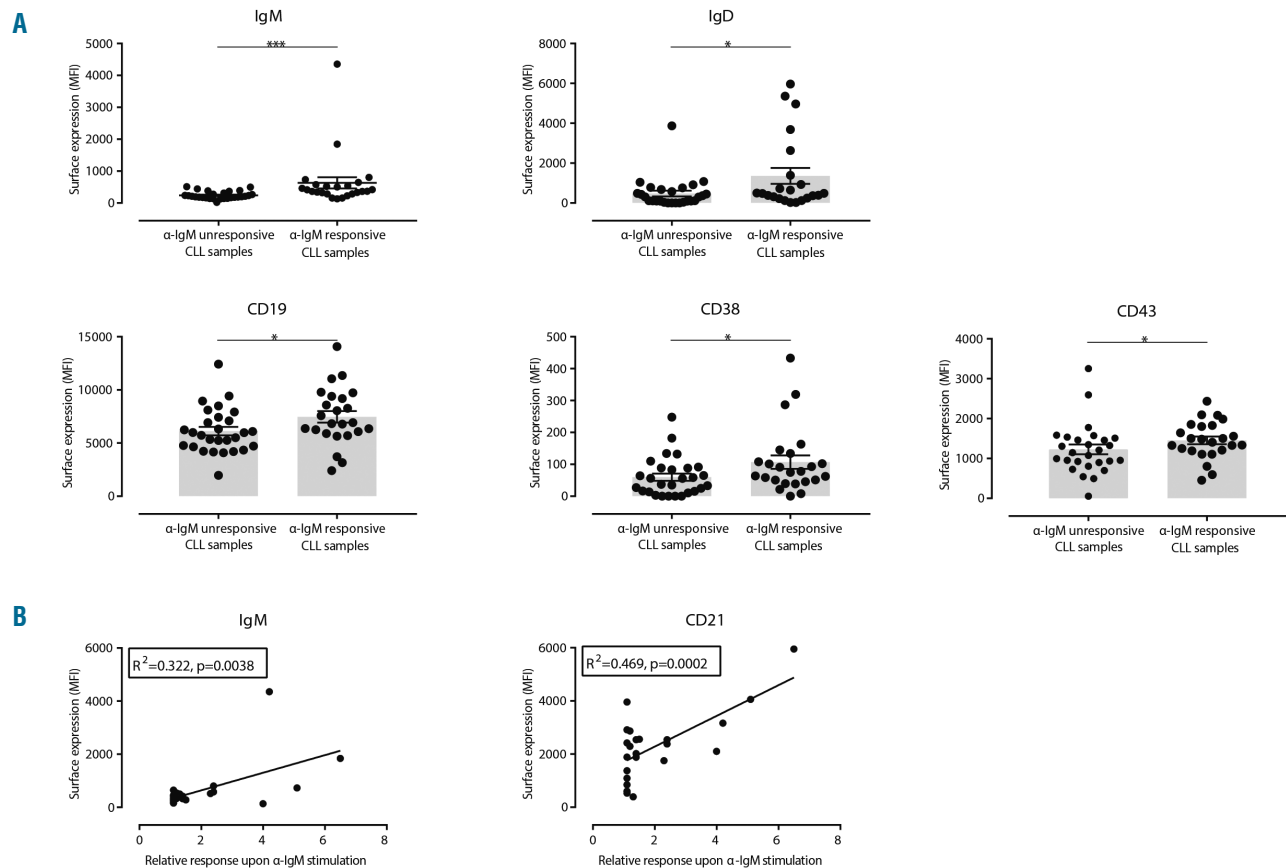 A
IgM
Surface expression (MFI)
5000
4000
3000
2000
1000
0
***
α-IgM unresponsive
CLL samples
α-IgM responsive
CLL samples
IgD
Surface expression (MFI)
8000
6000
4000
2000
0
*
α-IgM unresponsive
CLL samples
α-IgM responsive
CLL samples
CD19
Surface expression (MFI)
15000
10000
5000
0
*
α-IgM unresponsive
CLL samples
α-IgM responsive
CLL samples
CD38
Surface expression (MFI)
500
400
300
200
100
0
*
α-IgM unresponsive
CLL samples
α-IgM responsive
CLL samples
CD43
Surface expression (MFI)
4000
3000
2000
1000
0
*
α-IgM unresponsive
CLL samples
α-IgM responsive
CLL samples
B
IgM
Surface expression (MFI)
6000
4000
2000
0
R²=0.322, p=0.0038
0 2 4 6 8
Relative response upon α-IgM stimulation
CD21
Surface expression (MFI)
6000
4000
2000
0
R²=0.469, p=0.0002
0 2 4 6 8
Relative response upon α-IgM stimulation